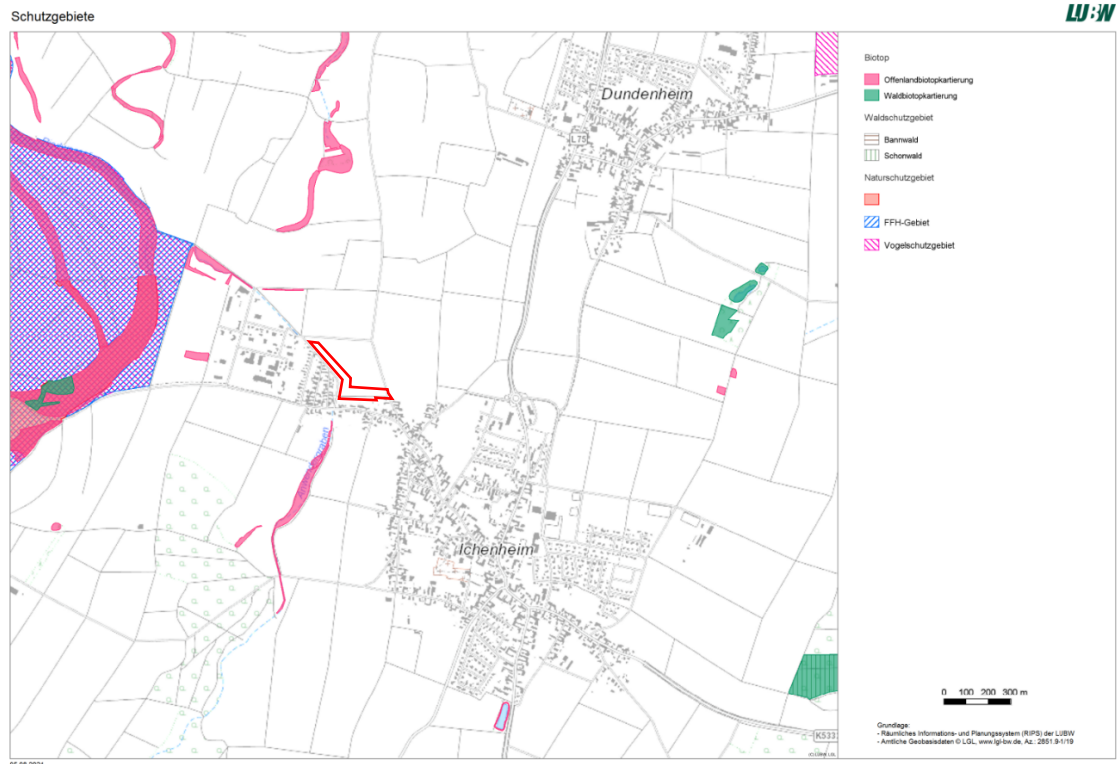 Schutzgebiete
LUBW
Dundenheim
L 75
Ichenheim
K533
Biotop
Offenlandbiotopkartierung
Waldbiotopkartierung
Waldschutzgebiet
Bannwald
Schonwald
Naturschutzgebiet
FFH-Gebiet
Vogelschutzgebiet
0 100 200 300 m
Grundlage:
- Räumliches Informations- und Planungssystem (RIPS) der LUBW
- Amtliche Geobasisdaten © LGL, www.lgl-bw.de, Az.: 2851.9-1/19